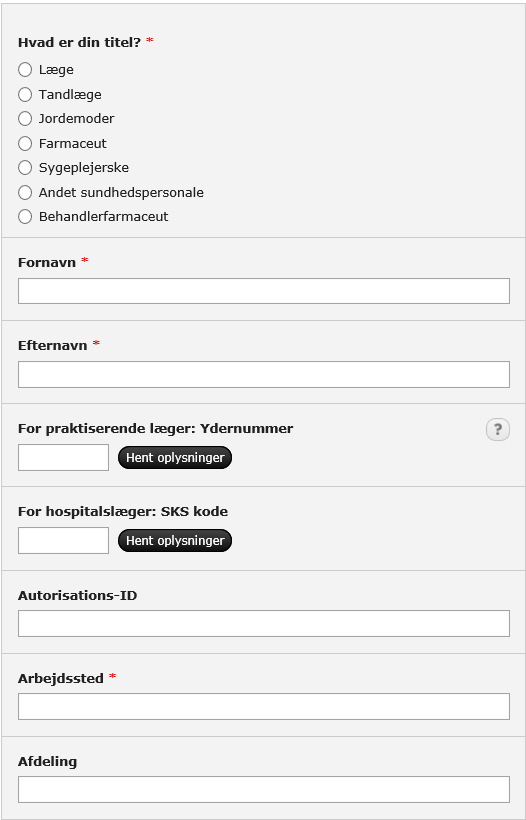 Hvad er din titel? *
Læge
Tandlæge
Jordemoder
Farmaceut
Sygeplejerske
Andet sundhedspersonale
Behandlerfarmaceut
Fornavn *
Efternavn *
For praktiserende læger: Ydernummer ?
Hent oplysninger
For hospitalslæger: SKS kode
Hent oplysninger
Autorisations-ID
Arbejdssted *
Afdeling